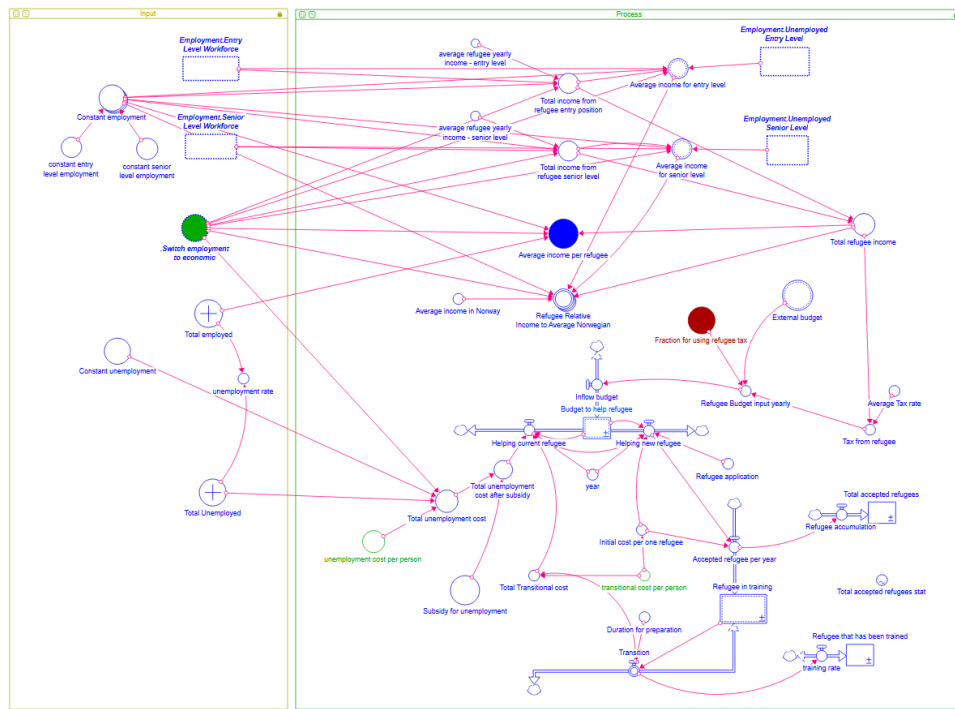 Input
Process
Employment.Entry
Level Workforce
Employment.Unemployed
Entry Level
average refugee yearly
income - entry level
Average income for entry level
Total income from
refugee entry position
Constant employment
Employment.Senior
Level Workforce
average refugee yearly
income - senior level
Employment.Unemployed
Senior Level
constant entry
level employment
constant senior
level employment
Total income from
refugee senior level
Average income
for senior level
.Switch employment
to economic
Average income per refugee
Total refugee income
Average income in Norway
Refugee Relative
Income to Average Norwegian
External budget
Total employed
Fraction for using refugee tax
Constant unemployment
unemployment rate
Inflow budget
Refugee Budget input yearly
Average Tax rate
Budget to help refugee
Helping current refugee
Helping new refugee
Tax from refugee
Total unemployment
cost after subsidy
year
Refugee application
Total Unemployed
Total unemployment cost
Total accepted refugees
Refugee accumulation
Initial cost per one refugee
unemployment cost per person
Accepted refugee per year
Total Transitional cost
transitional cost per person
Refugee in training
Total accepted refugees stat
Subsidy for unemployment
Duration for preparation
Refugee that has been trained
Transition
training rate